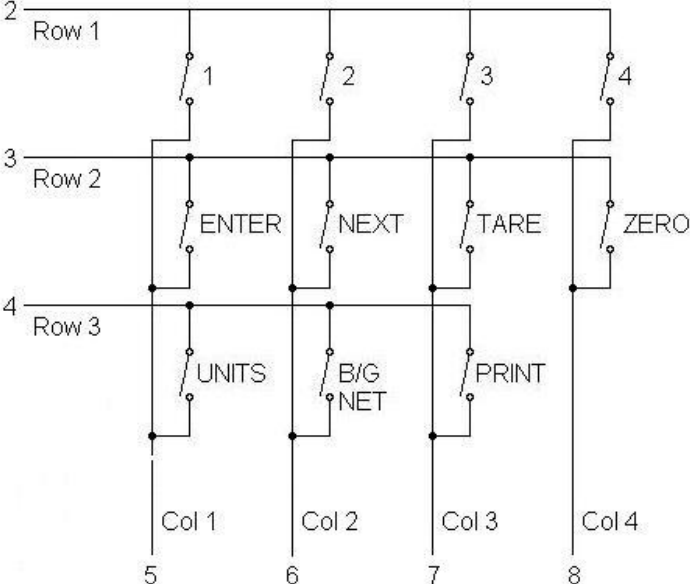 2
Row 1
1
2
3
4
3
Row 2
ENTER
NEXT
TARE
ZERO
4
Row 3
UNITS
B/G
NET
PRINT
Col 1
Col 2
Col 3
Col 4
5
6
7
8